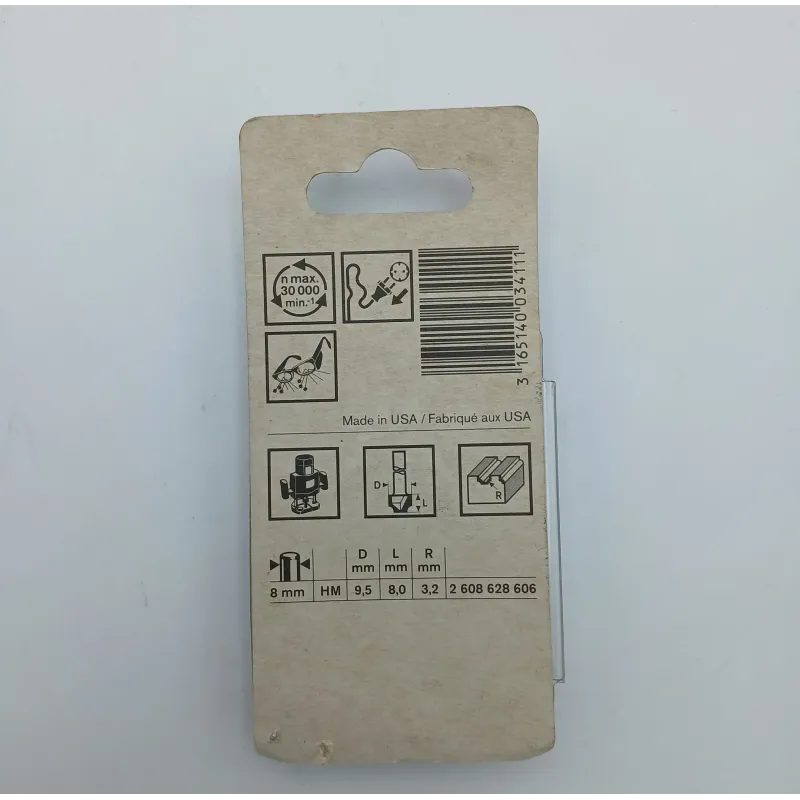 n max.
30 000
min.⁻¹
3 165140 034111
Made in USA / Fabriqué aux USA
D
L
R
D L R
mm mm mm
8 mm HM 9,5 8,0 3,2 2 608 628 606